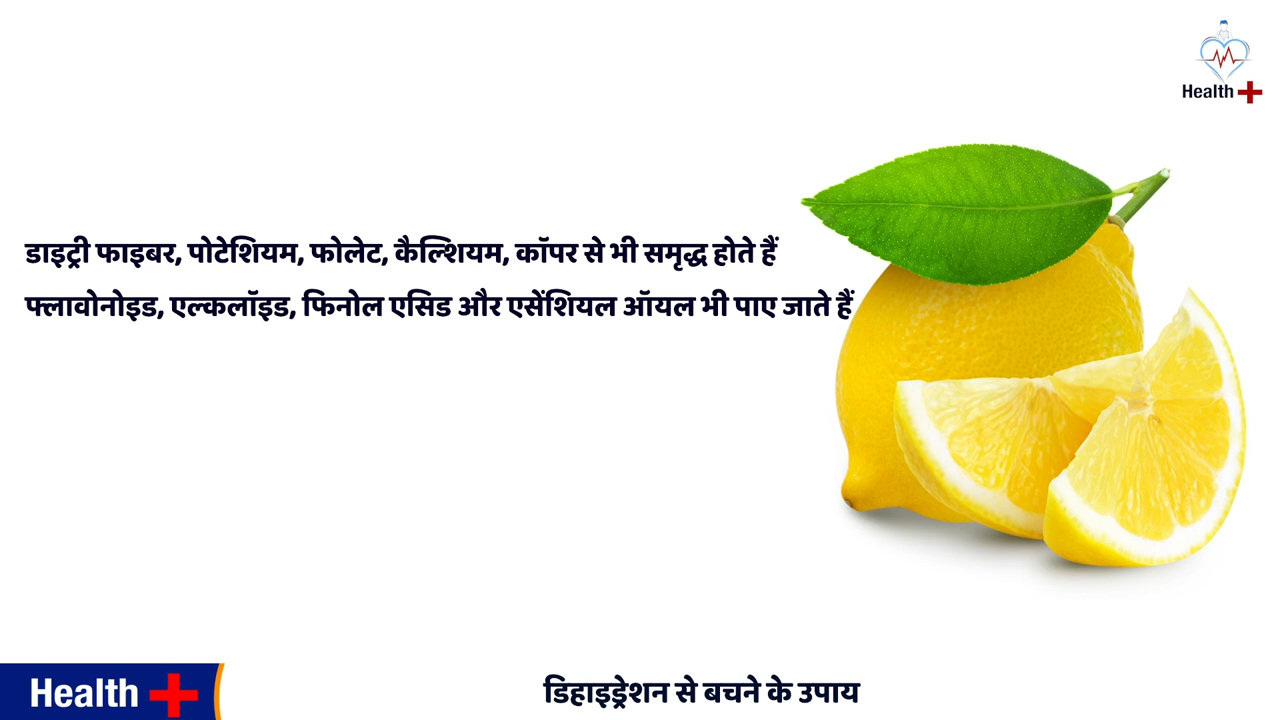 Health
डाइट्री फाइबर, पोटेशियम, फोलेट, कैल्शियम, कॉपर से भी समृद्ध होते हैं
फ्लावोनोइड, एल्कलॉइड, फिनोल एसिड और एसेंशियल ऑयल भी पाए जाते हैं
Health
डिहाइड्रेशन से बचने के उपाय